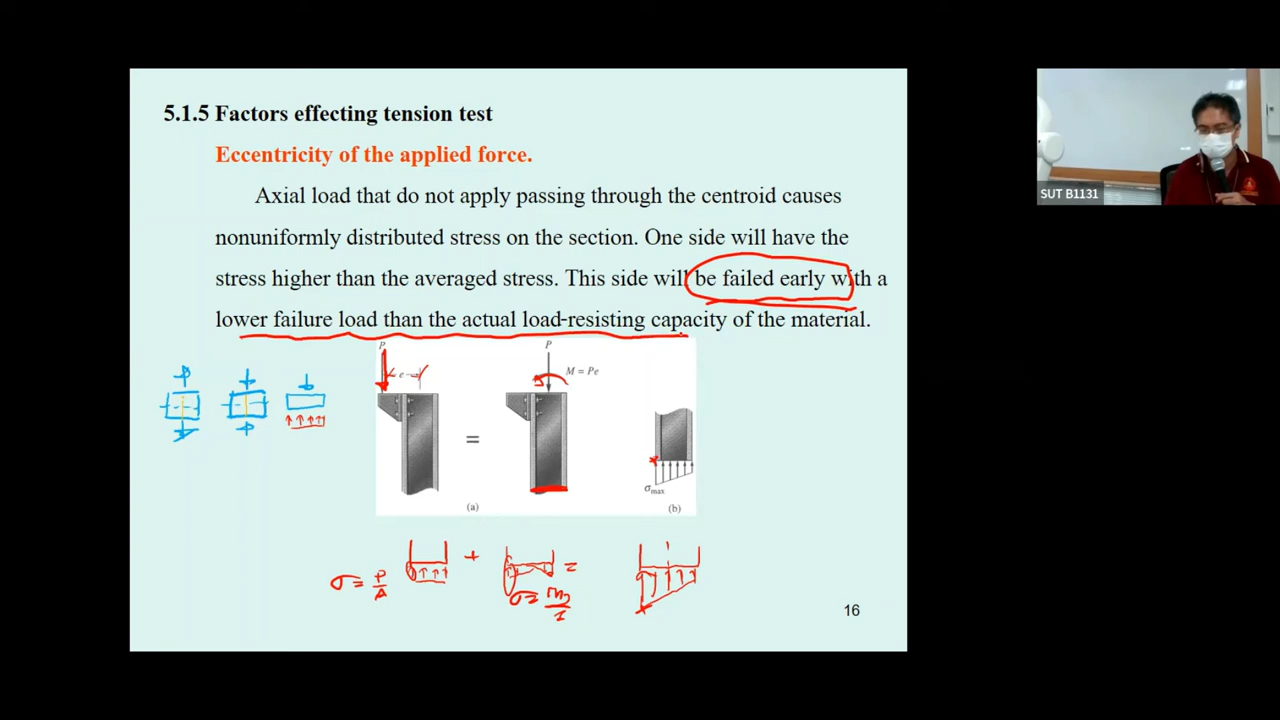 5.1.5 Factors effecting tension test
Eccentricity of the applied force.
Axial load that do not apply passing through the centroid causes
nonuniformly distributed stress on the section. One side will have the
stress higher than the averaged stress. This side will be failed early with a
lower failure load than the actual load-resisting capacity of the material.
P
e
P
M = Pe
=
σmax
(a)
(b)
P
σ = P/A
+
=
16
SUT B1131